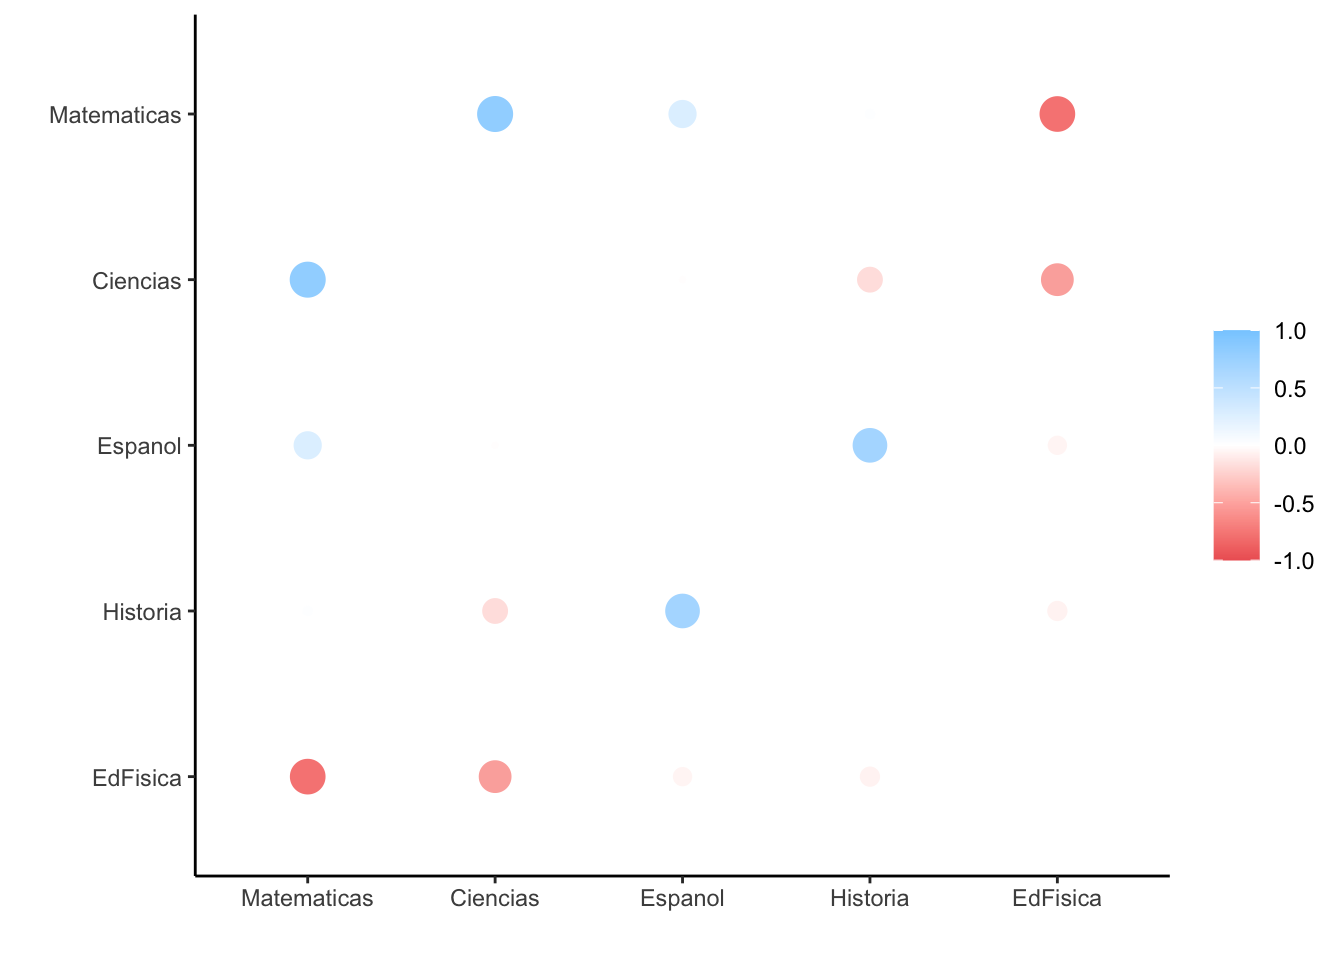 Matematicas
Ciencias
Espanol
Historia
EdFisica
Matematicas Ciencias Espanol Historia EdFisica
1.0
0.5
0.0
-0.5
-1.0